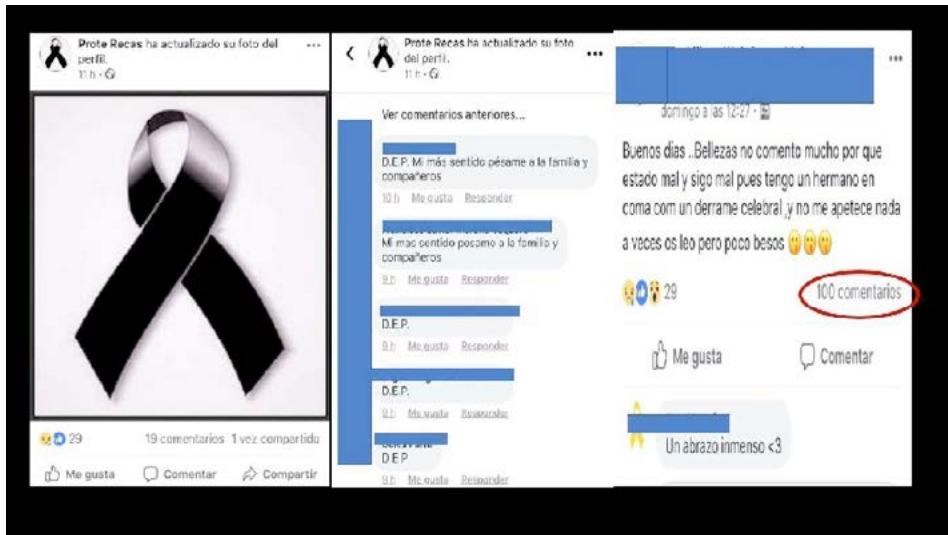 Prote Recas ha actualizado su foto del
perfil.
11 h
29
19 comentarios 1 vez compartido
Me gusta Comentar Compartir
Prote Recas ha actualizado su foto
del perfil.
11 h
Ver comentarios anteriores...
D.E.P. Mi más sentido pésame a la familia y
compañeros
10 h Me gusta Responder
Mi mas sentido pesame a la familia y
compañeros
9 h Me gusta Responder
D.E.P.
9 h Me gusta Responder
D.E.P.
9 h Me gusta Responder
D E P
9 h Me gusta Responder
domingo a las 12:27
Buenos dias ..Bellezas no comento mucho por que
estado mal y sigo mal pues tengo un hermano en
coma com un derrame celebral ,y no me apetece nada
a veces os leo pero poco besos
29
100 comentarios
Me gusta Comentar
Un abrazo inmenso <3